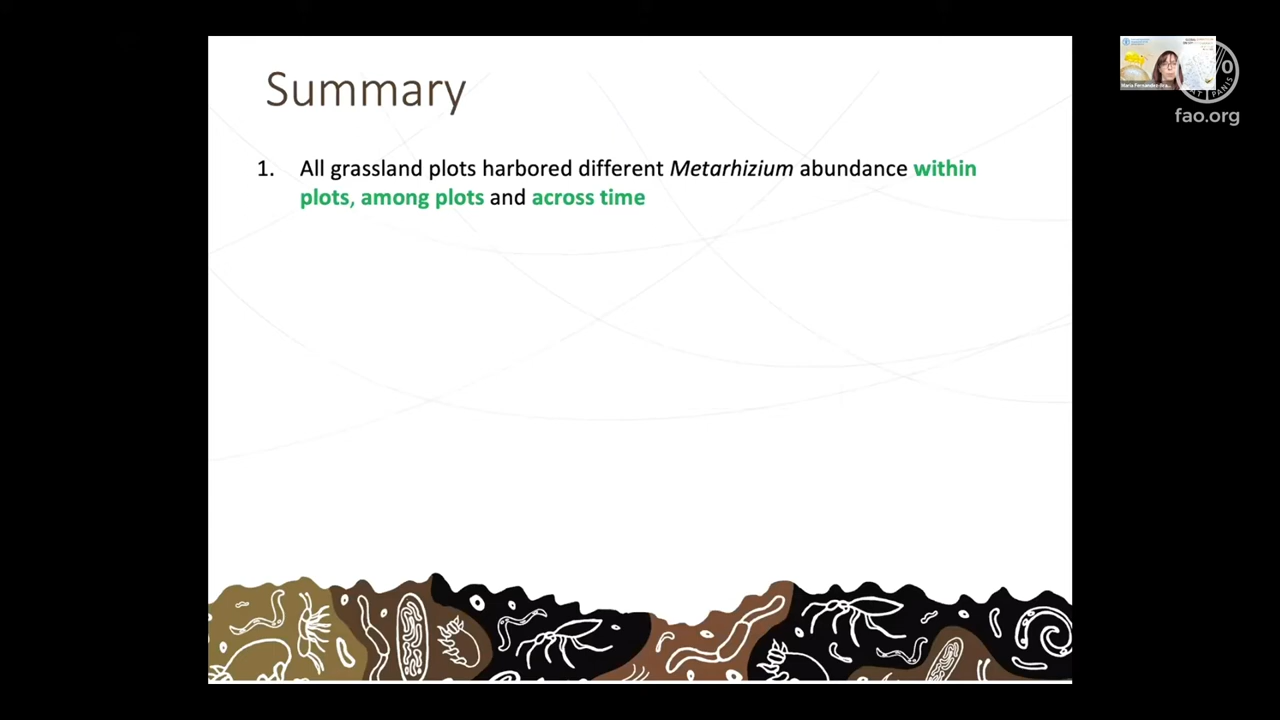 Summary
1. All grassland plots harbored different Metarhizium abundance within
plots, among plots and across time
fao.org